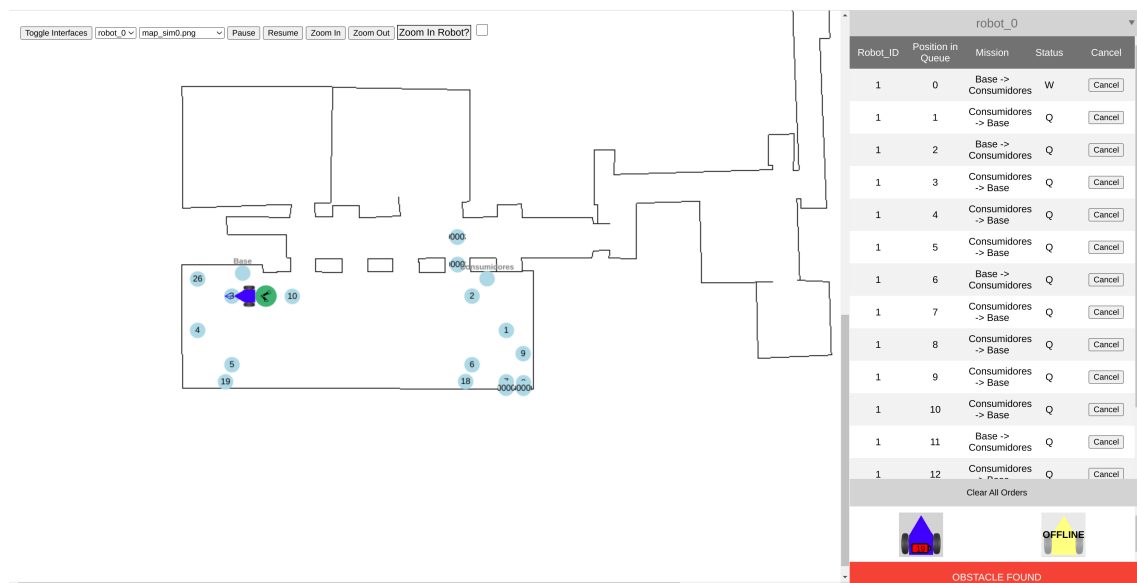 Toggle Interfaces robot_0 map_sim0.png Pause Resume Zoom In Zoom Out Zoom In Robot?
Base
Consumidores
26
10
2
4
1
9
5
6
19
18
robot_0
Robot_ID Position in Queue Mission Status Cancel
1 0 Base -> Consumidores W Cancel
1 1 Consumidores -> Base Q Cancel
1 2 Base -> Consumidores Q Cancel
1 3 Consumidores -> Base Q Cancel
1 4 Consumidores -> Base Q Cancel
1 5 Consumidores -> Base Q Cancel
1 6 Base -> Consumidores Q Cancel
1 7 Consumidores -> Base Q Cancel
1 8 Consumidores -> Base Q Cancel
1 9 Consumidores -> Base Q Cancel
1 10 Consumidores -> Base Q Cancel
1 11 Base -> Consumidores Q Cancel
1 12 Consumidores -> Base Q Cancel
Clear All Orders
OFFLINE
OBSTACLE FOUND